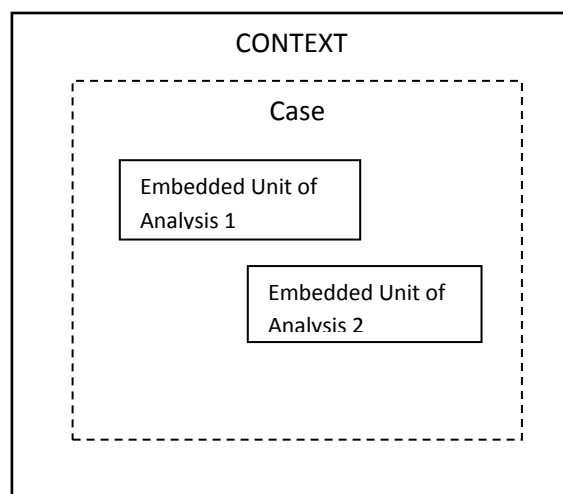 CONTEXT
Case
Embedded Unit of
Analysis 1
Embedded Unit of
Analysis 2